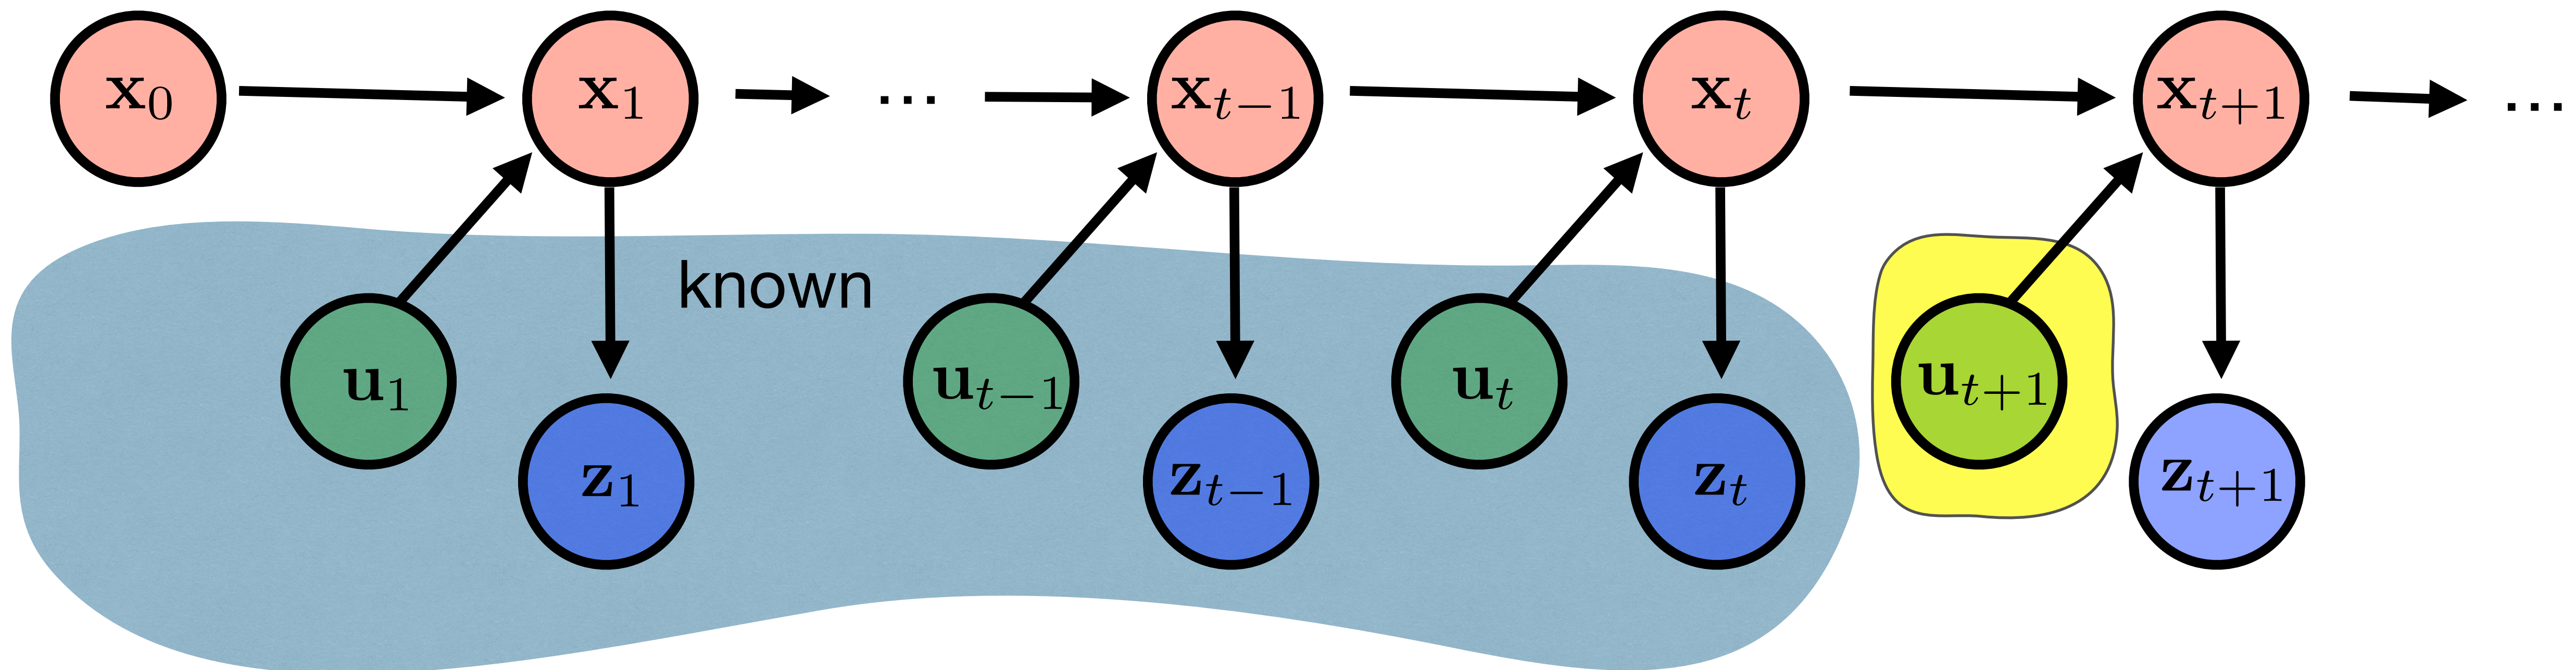 x₀ x₁ ... xₜ₋₁ xₜ xₜ₊₁ ...
known
u₁ uₜ₋₁ uₜ uₜ₊₁
z₁ zₜ₋₁ zₜ zₜ₊₁